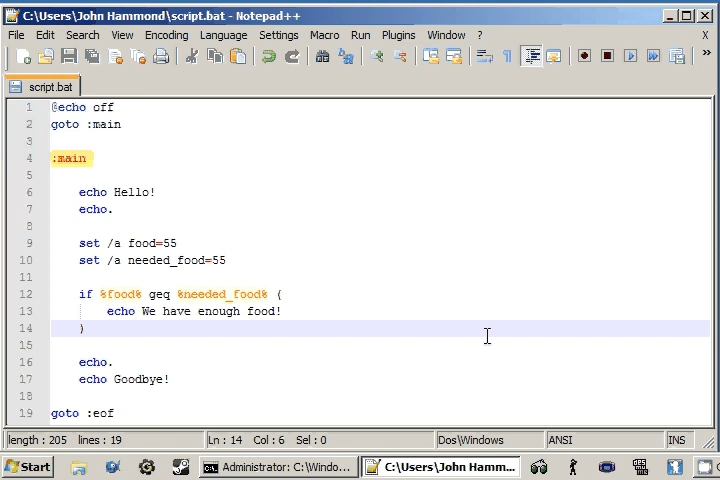 C:\Users\John Hammond\script.bat - Notepad++
File Edit Search View Encoding Language Settings Macro Run Plugins Window ? X
script.bat
1 @echo off
2 goto :main
3
4 :main
5
6 echo Hello!
7 echo.
8
9 set /a food=55
10 set /a needed_food=55
11
12 if %food% geq %needed_food% (
13 echo We have enough food!
14 )
15
16 echo.
17 echo Goodbye!
18
19 goto :eof
length : 205 lines : 19 Ln : 14 Col : 6 Sel : 0 Dos\Windows ANSI INS
Start Administrator: C:\Windo... C:\Users\John Hamm...